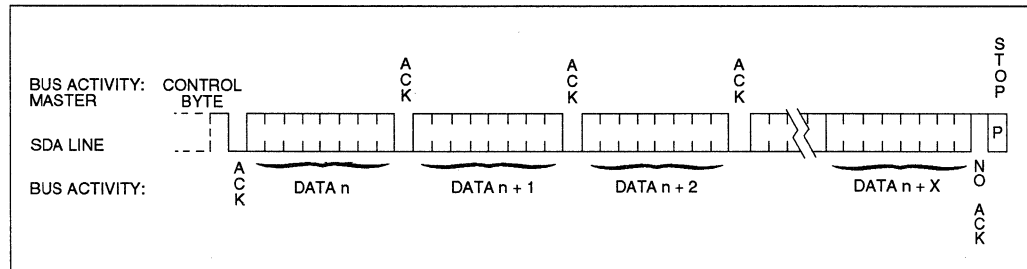 BUS ACTIVITY:
MASTER
CONTROL
BYTE
ACK
ACK
ACK
STOP
SDA LINE
P
BUS ACTIVITY:
ACK
DATA n
DATA n + 1
DATA n + 2
DATA n + X
NO ACK